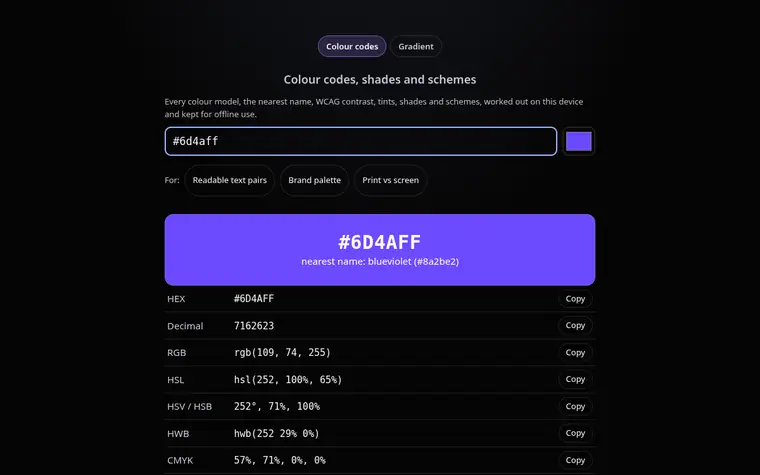 Colour codes
Gradient
Colour codes, shades and schemes
Every colour model, the nearest name, WCAG contrast, tints, shades and schemes, worked out on this device
and kept for offline use.
#6d4aff
For:
Readable text pairs
Brand palette
Print vs screen
#6D4AFF
nearest name: blueviolet (#8a2be2)
HEX #6D4AFF Copy
Decimal 7162623 Copy
RGB rgb(109, 74, 255) Copy
HSL hsl(252, 100%, 65%) Copy
HSV / HSB 252°, 71%, 100% Copy
HWB hwb(252 29% 0%) Copy
CMYK 57%, 71%, 0%, 0% Copy